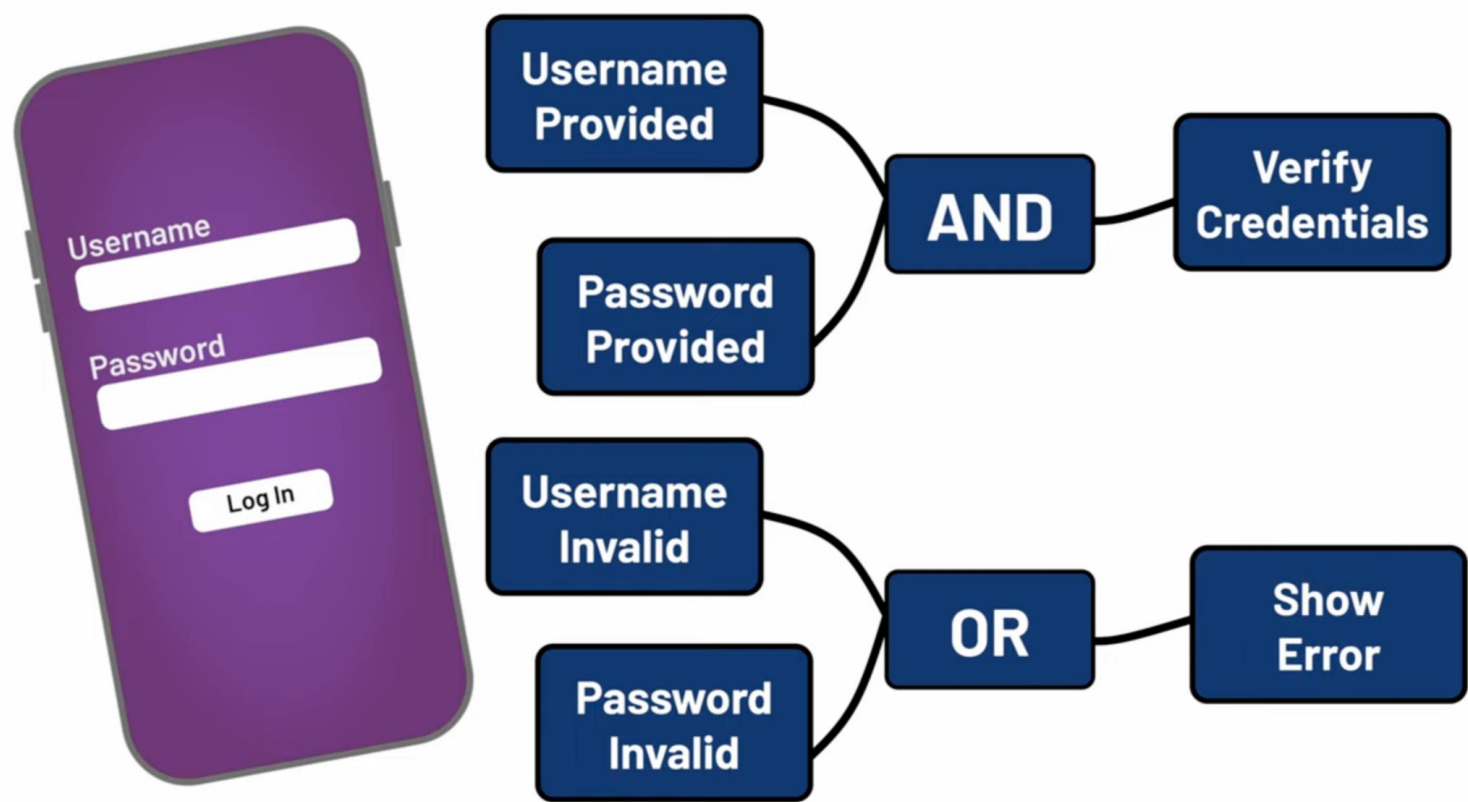 Username
Password
Log In
Username
Provided
Password
Provided
AND
Verify
Credentials
Username
Invalid
Password
Invalid
OR
Show
Error